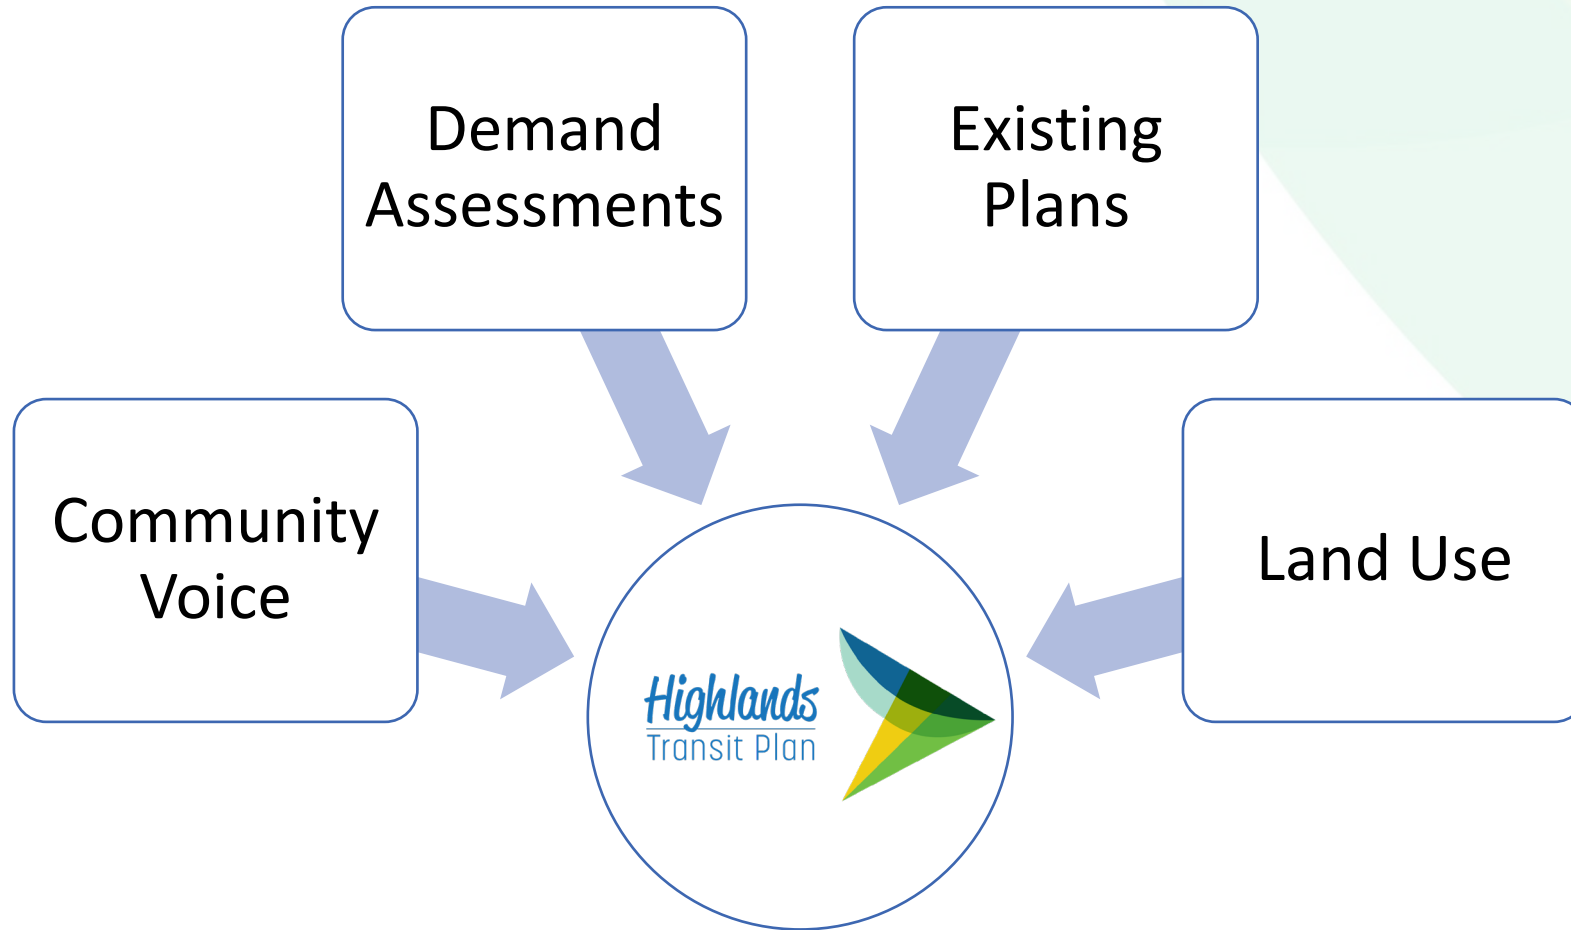 Demand
Assessments
Existing
Plans
Community
Voice
Land Use
Highlands
Transit Plan